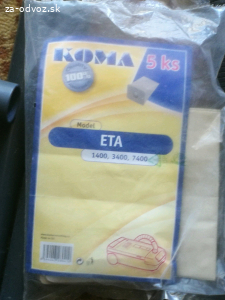 za-odvoz.sk
KOMA
5 ks
100%
Model
ETA
1400, 3400, 7400